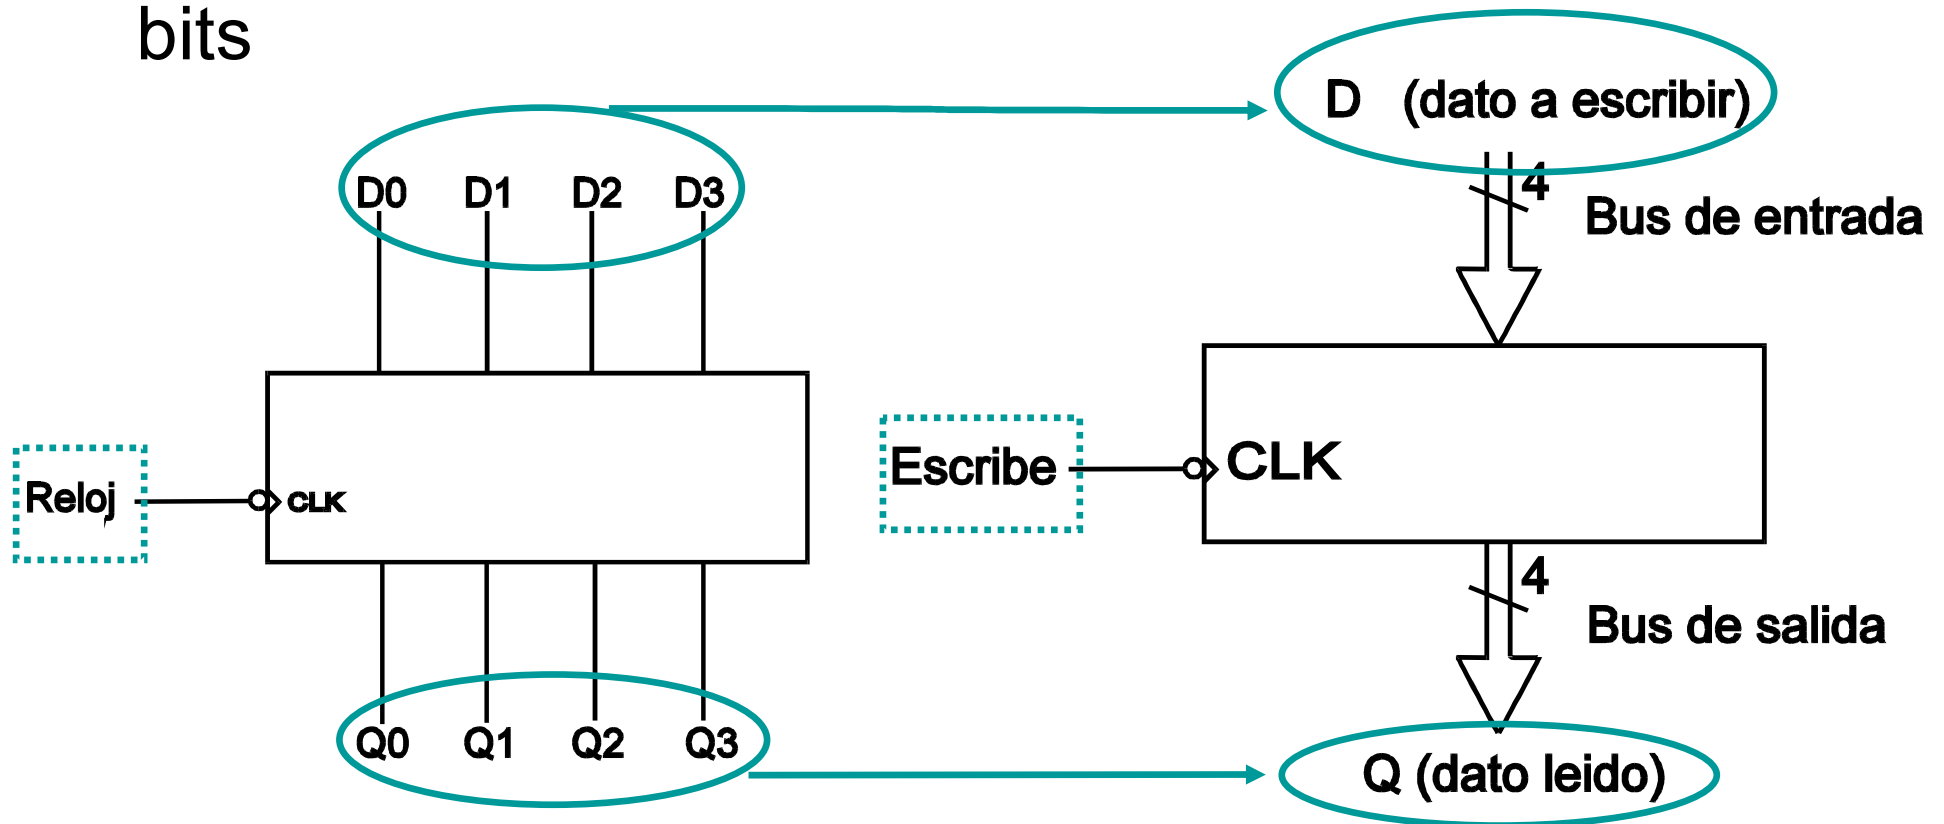 bits
D (dato a escribir)
D0 D1 D2 D3
4
Bus de entrada
Reloj
CLK
Escribe
CLK
4
Bus de salida
Q0 Q1 Q2 Q3
Q (dato leido)